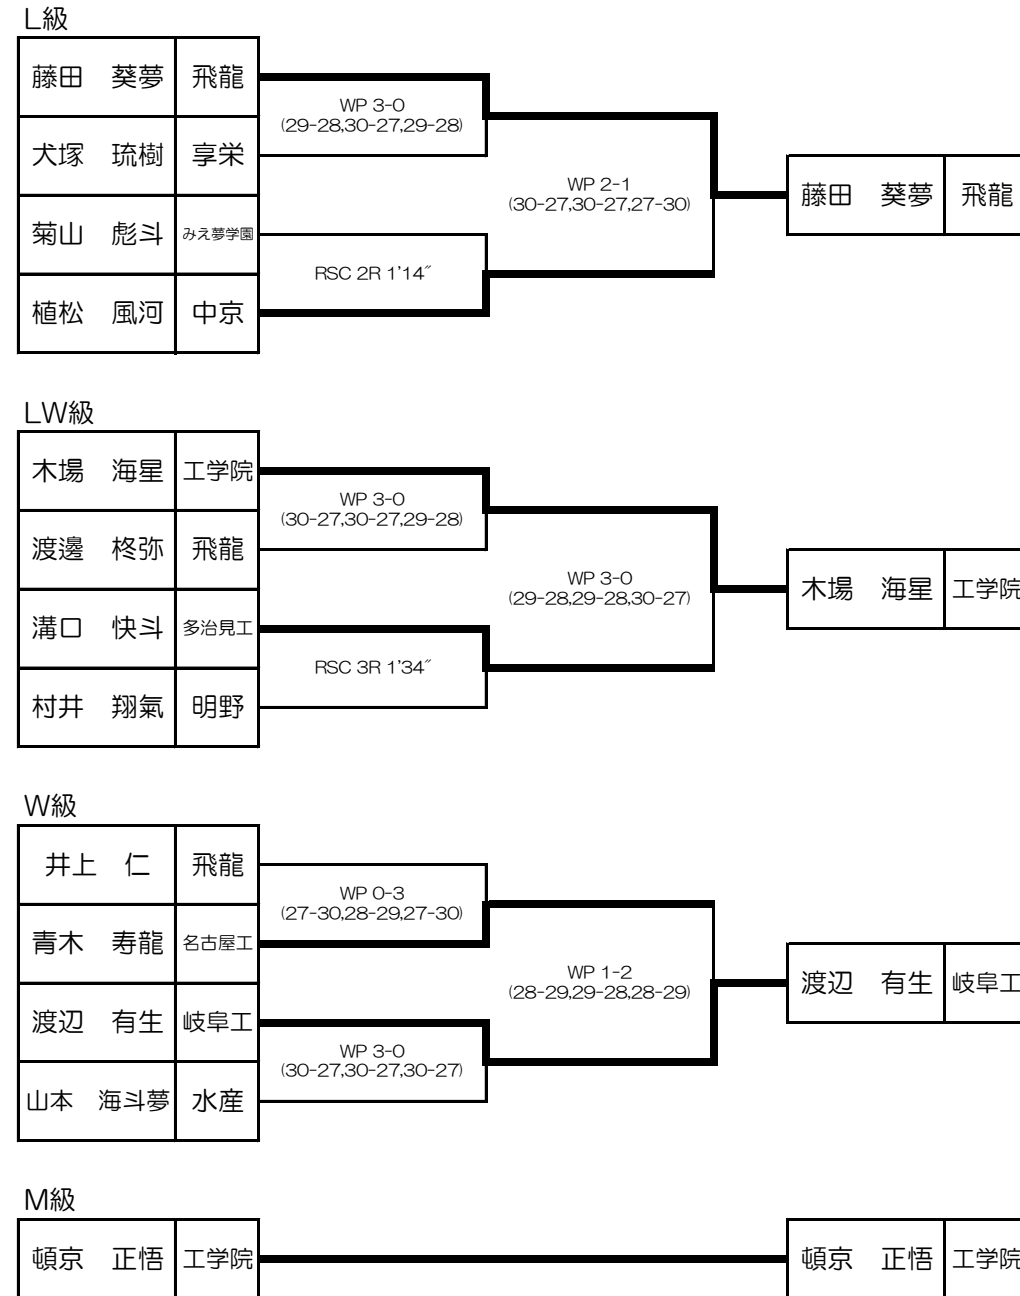 L級
藤田 葵夢 飛龍
WP 3-0
(29-28,30-27,29-28)
犬塚 琉樹 享栄
WP 2-1
(30-27,30-27,27-30)
藤田 葵夢 飛龍
菊山 彪斗 みえ夢学園
RSC 2R 1'14″
植松 風河 中京
LW級
木場 海星 工学院
WP 3-0
(30-27,30-27,29-28)
渡邊 柊弥 飛龍
WP 3-0
(29-28,29-28,30-27)
木場 海星 工学院
溝口 快斗 多治見工
RSC 3R 1'34″
村井 翔氣 明野
W級
井上 仁 飛龍
WP 0-3
(27-30,28-29,27-30)
青木 寿龍 名古屋工
WP 1-2
(28-29,29-28,28-29)
渡辺 有生 岐阜工
渡辺 有生 岐阜工
WP 3-0
(30-27,30-27,30-27)
山本 海斗夢 水産
M級
頓京 正悟 工学院
頓京 正悟 工学院